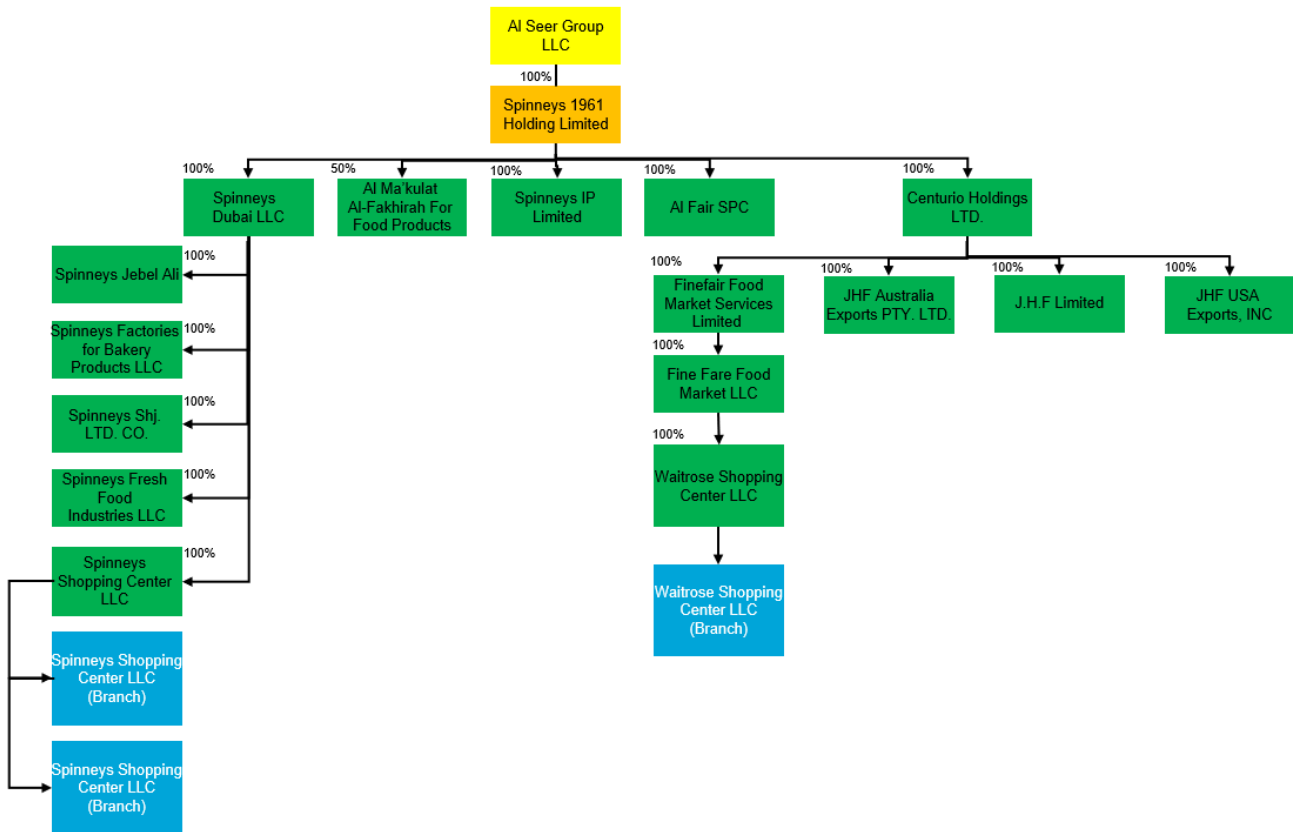 Al Seer Group
LLC
100%
Spinneys 1961
Holding Limited
100%
50%
100%
100%
100%
Spinneys
Dubai LLC
Al Ma'kulat
Al-Fakhirah For
Food Products
Spinneys IP
Limited
Al Fair SPC
Centurio Holdings
LTD.
100%
Spinneys Jebel Ali
100%
Spinneys Factories
for Bakery
Products LLC
100%
Spinneys Shj.
LTD. CO.
100%
Spinneys Fresh
Food
Industries LLC
100%
Spinneys
Shopping Center
LLC
Spinneys Shopping
Center LLC
(Branch)
Spinneys Shopping
Center LLC
(Branch)
100%
Finefair Food
Market Services
Limited
100%
JHF Australia
Exports PTY. LTD.
100%
J.H.F Limited
100%
JHF USA
Exports, INC
100%
Fine Fare Food
Market LLC
100%
Waitrose Shopping
Center LLC
Waitrose Shopping
Center LLC
(Branch)